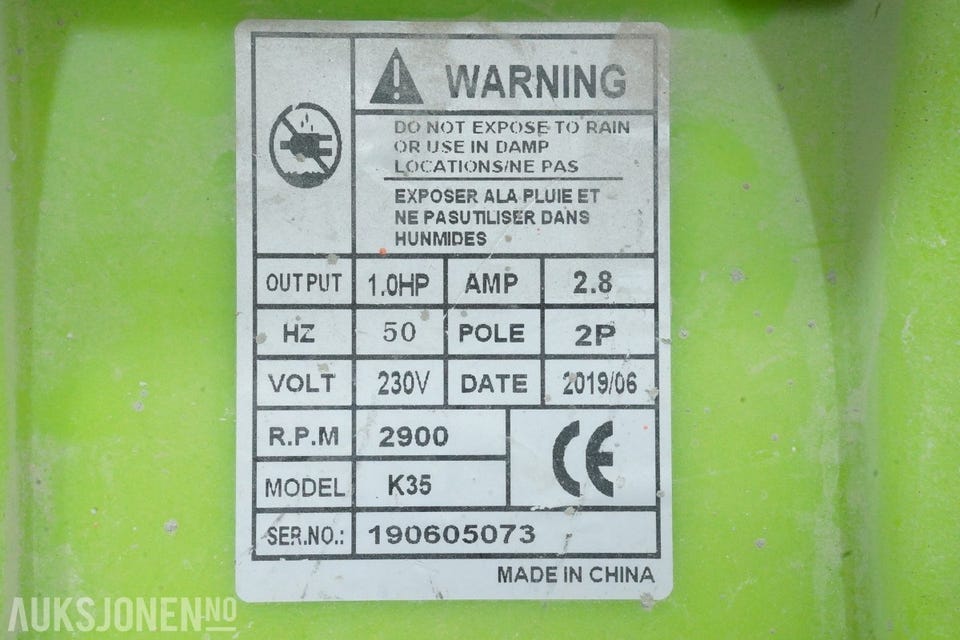 WARNING
DO NOT EXPOSE TO RAIN
OR USE IN DAMP
LOCATIONS/NE PAS
EXPOSER ALA PLUIE ET
NE PASUTILISER DANS
HUNMIDES
OUTPUT 1.0HP AMP 2.8
HZ 50 POLE 2P
VOLT 230V DATE 2019/06
R.P.M 2900
CE
MODEL K35
SER.NO.: 190605073
MADE IN CHINA
AUKSJONEN.NO